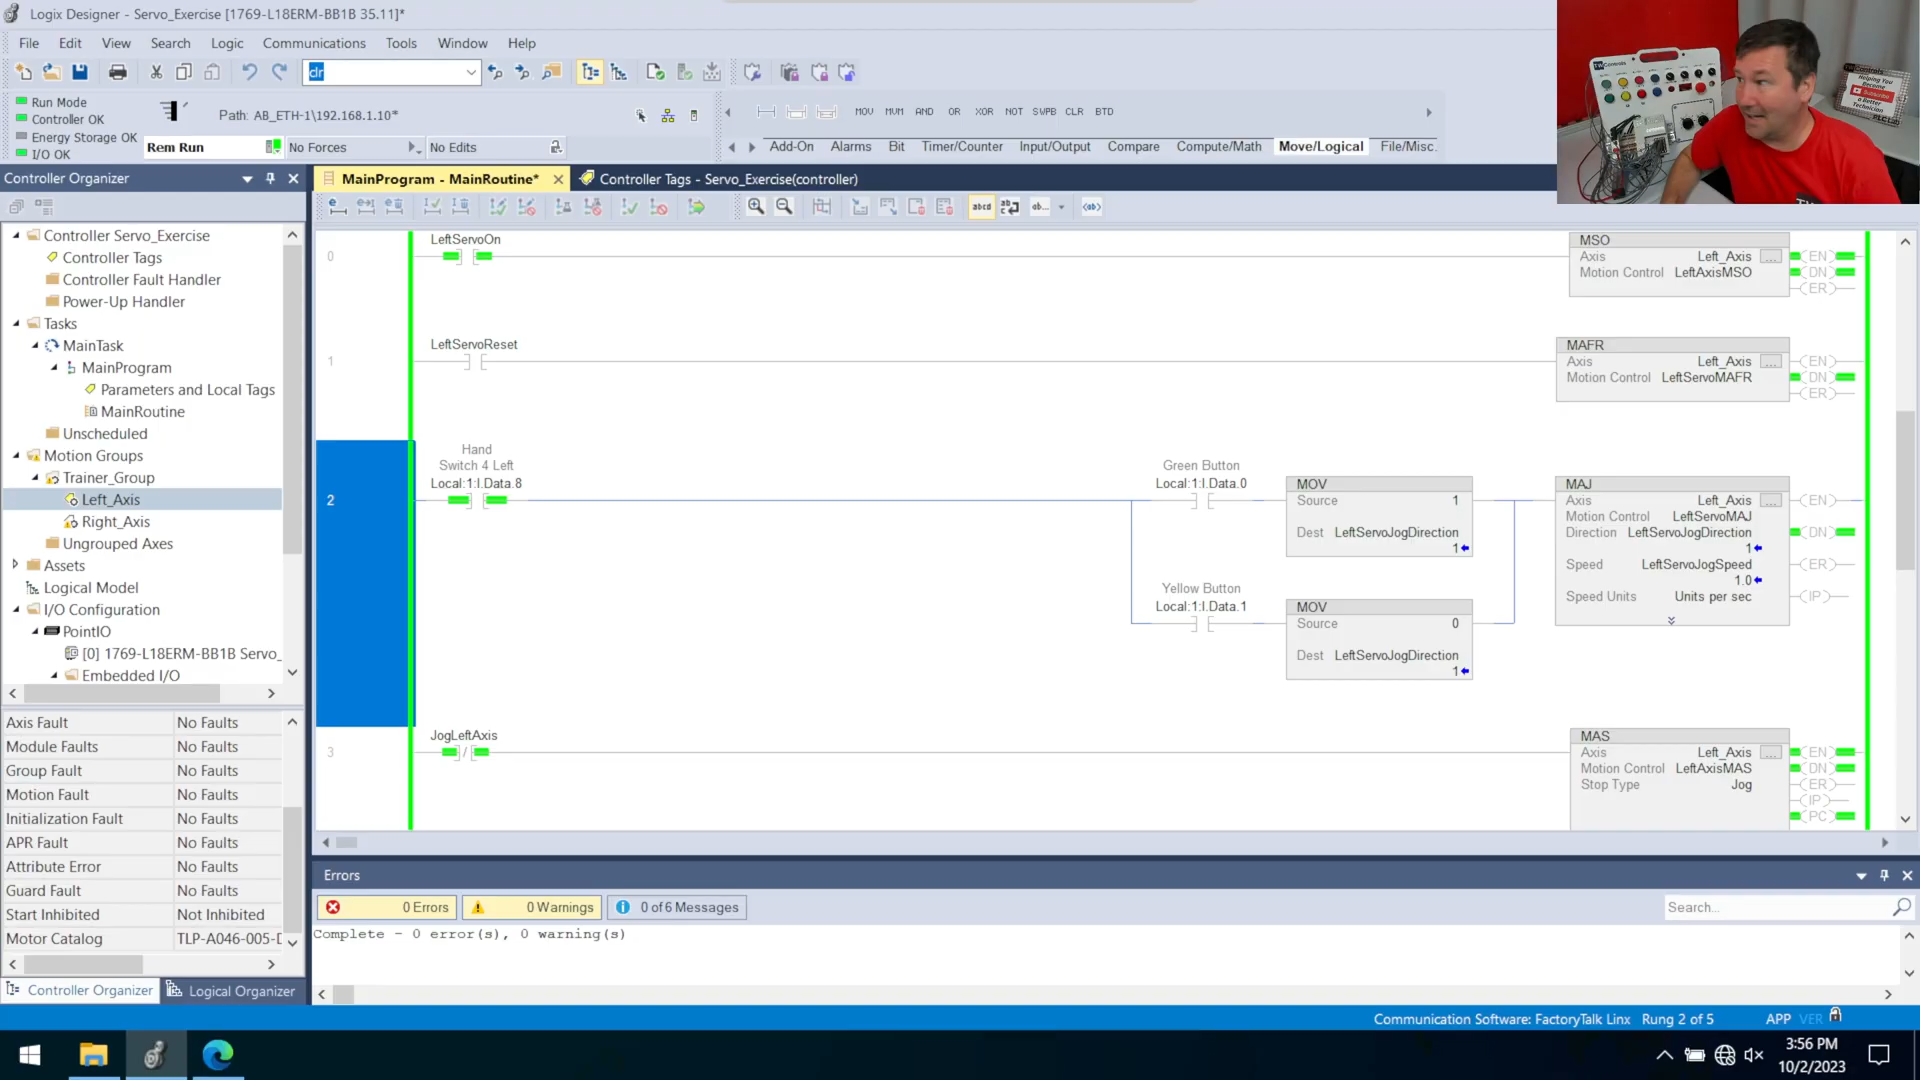 Logix Designer - Servo_Exercise [1769-L18ERM-BB1B 35.11]*
File Edit View Search Logic Communications Tools Window Help
clr
Run Mode
Controller OK
Energy Storage OK
I/O OK
Path: AB_ETH-1\192.168.1.10*
Rem Run
No Forces
No Edits
MOV MVM AND OR XOR NOT SWPB CLR BTD
Add-On Alarms Bit Timer/Counter Input/Output Compare Compute/Math Move/Logical File/Misc.
TWControls
Helping You
Become
Subscribe
a Better
Technician
Controller Organizer
MainProgram - MainRoutine*
Controller Tags - Servo_Exercise(controller)
abcd
ab...
Controller Servo_Exercise
Controller Tags
Controller Fault Handler
Power-Up Handler
Tasks
MainTask
MainProgram
Parameters and Local Tags
MainRoutine
Unscheduled
Motion Groups
Trainer_Group
Left_Axis
Right_Axis
Ungrouped Axes
Assets
Logical Model
I/O Configuration
PointIO
[0] 1769-L18ERM-BB1B Servo_
Embedded I/O
Axis Fault No Faults
Module Faults No Faults
Group Fault No Faults
Motion Fault No Faults
Initialization Fault No Faults
APR Fault No Faults
Attribute Error No Faults
Guard Fault No Faults
Start Inhibited Not Inhibited
Motor Catalog TLP-A046-005-D
Controller Organizer
Logical Organizer
0
LeftServoOn
MSO
Axis Left_Axis ...
Motion Control LeftAxisMSO
EN
DN
ER
1
LeftServoReset
MAFR
Axis Left_Axis ...
Motion Control LeftServoMAFR
EN
DN
ER
2
Hand
Switch 4 Left
Local:1:I.Data.8
Green Button
Local:1:I.Data.0
MOV
Source 1
Dest LeftServoJogDirection
1
Yellow Button
Local:1:I.Data.1
MOV
Source 0
Dest LeftServoJogDirection
1
MAJ
Axis Left_Axis ...
Motion Control LeftServoMAJ
Direction LeftServoJogDirection
1
Speed LeftServoJogSpeed
1.0
Speed Units Units per sec
EN
DN
ER
IP
3
JogLeftAxis
MAS
Axis Left_Axis ...
Motion Control LeftAxisMAS
Stop Type Jog
EN
DN
ER
IP
PC
Errors
0 Errors
0 Warnings
0 of 6 Messages
Search...
Complete - 0 error(s), 0 warning(s)
Communication Software: FactoryTalk Linx Rung 2 of 5 APP VER
3:56 PM
10/2/2023